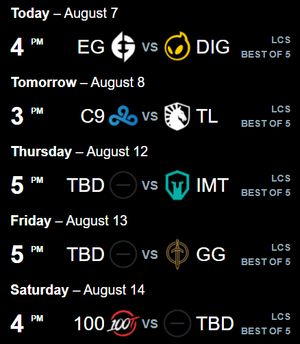 Today – August 7
4 PM EG VS DIG LCS
BEST OF 5
Tomorrow – August 8
3 PM C9 VS TL LCS
BEST OF 5
Thursday – August 12
5 PM TBD VS IMT LCS
BEST OF 5
Friday – August 13
5 PM TBD VS GG LCS
BEST OF 5
Saturday – August 14
4 PM 100 100T VS TBD LCS
BEST OF 5